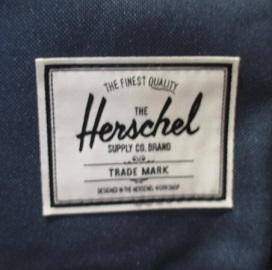 THE FINEST QUALITY
THE
Herschel
SUPPLY CO. BRAND
TRADE MARK
DESIGNED IN THE HERSCHEL WORKSHOP